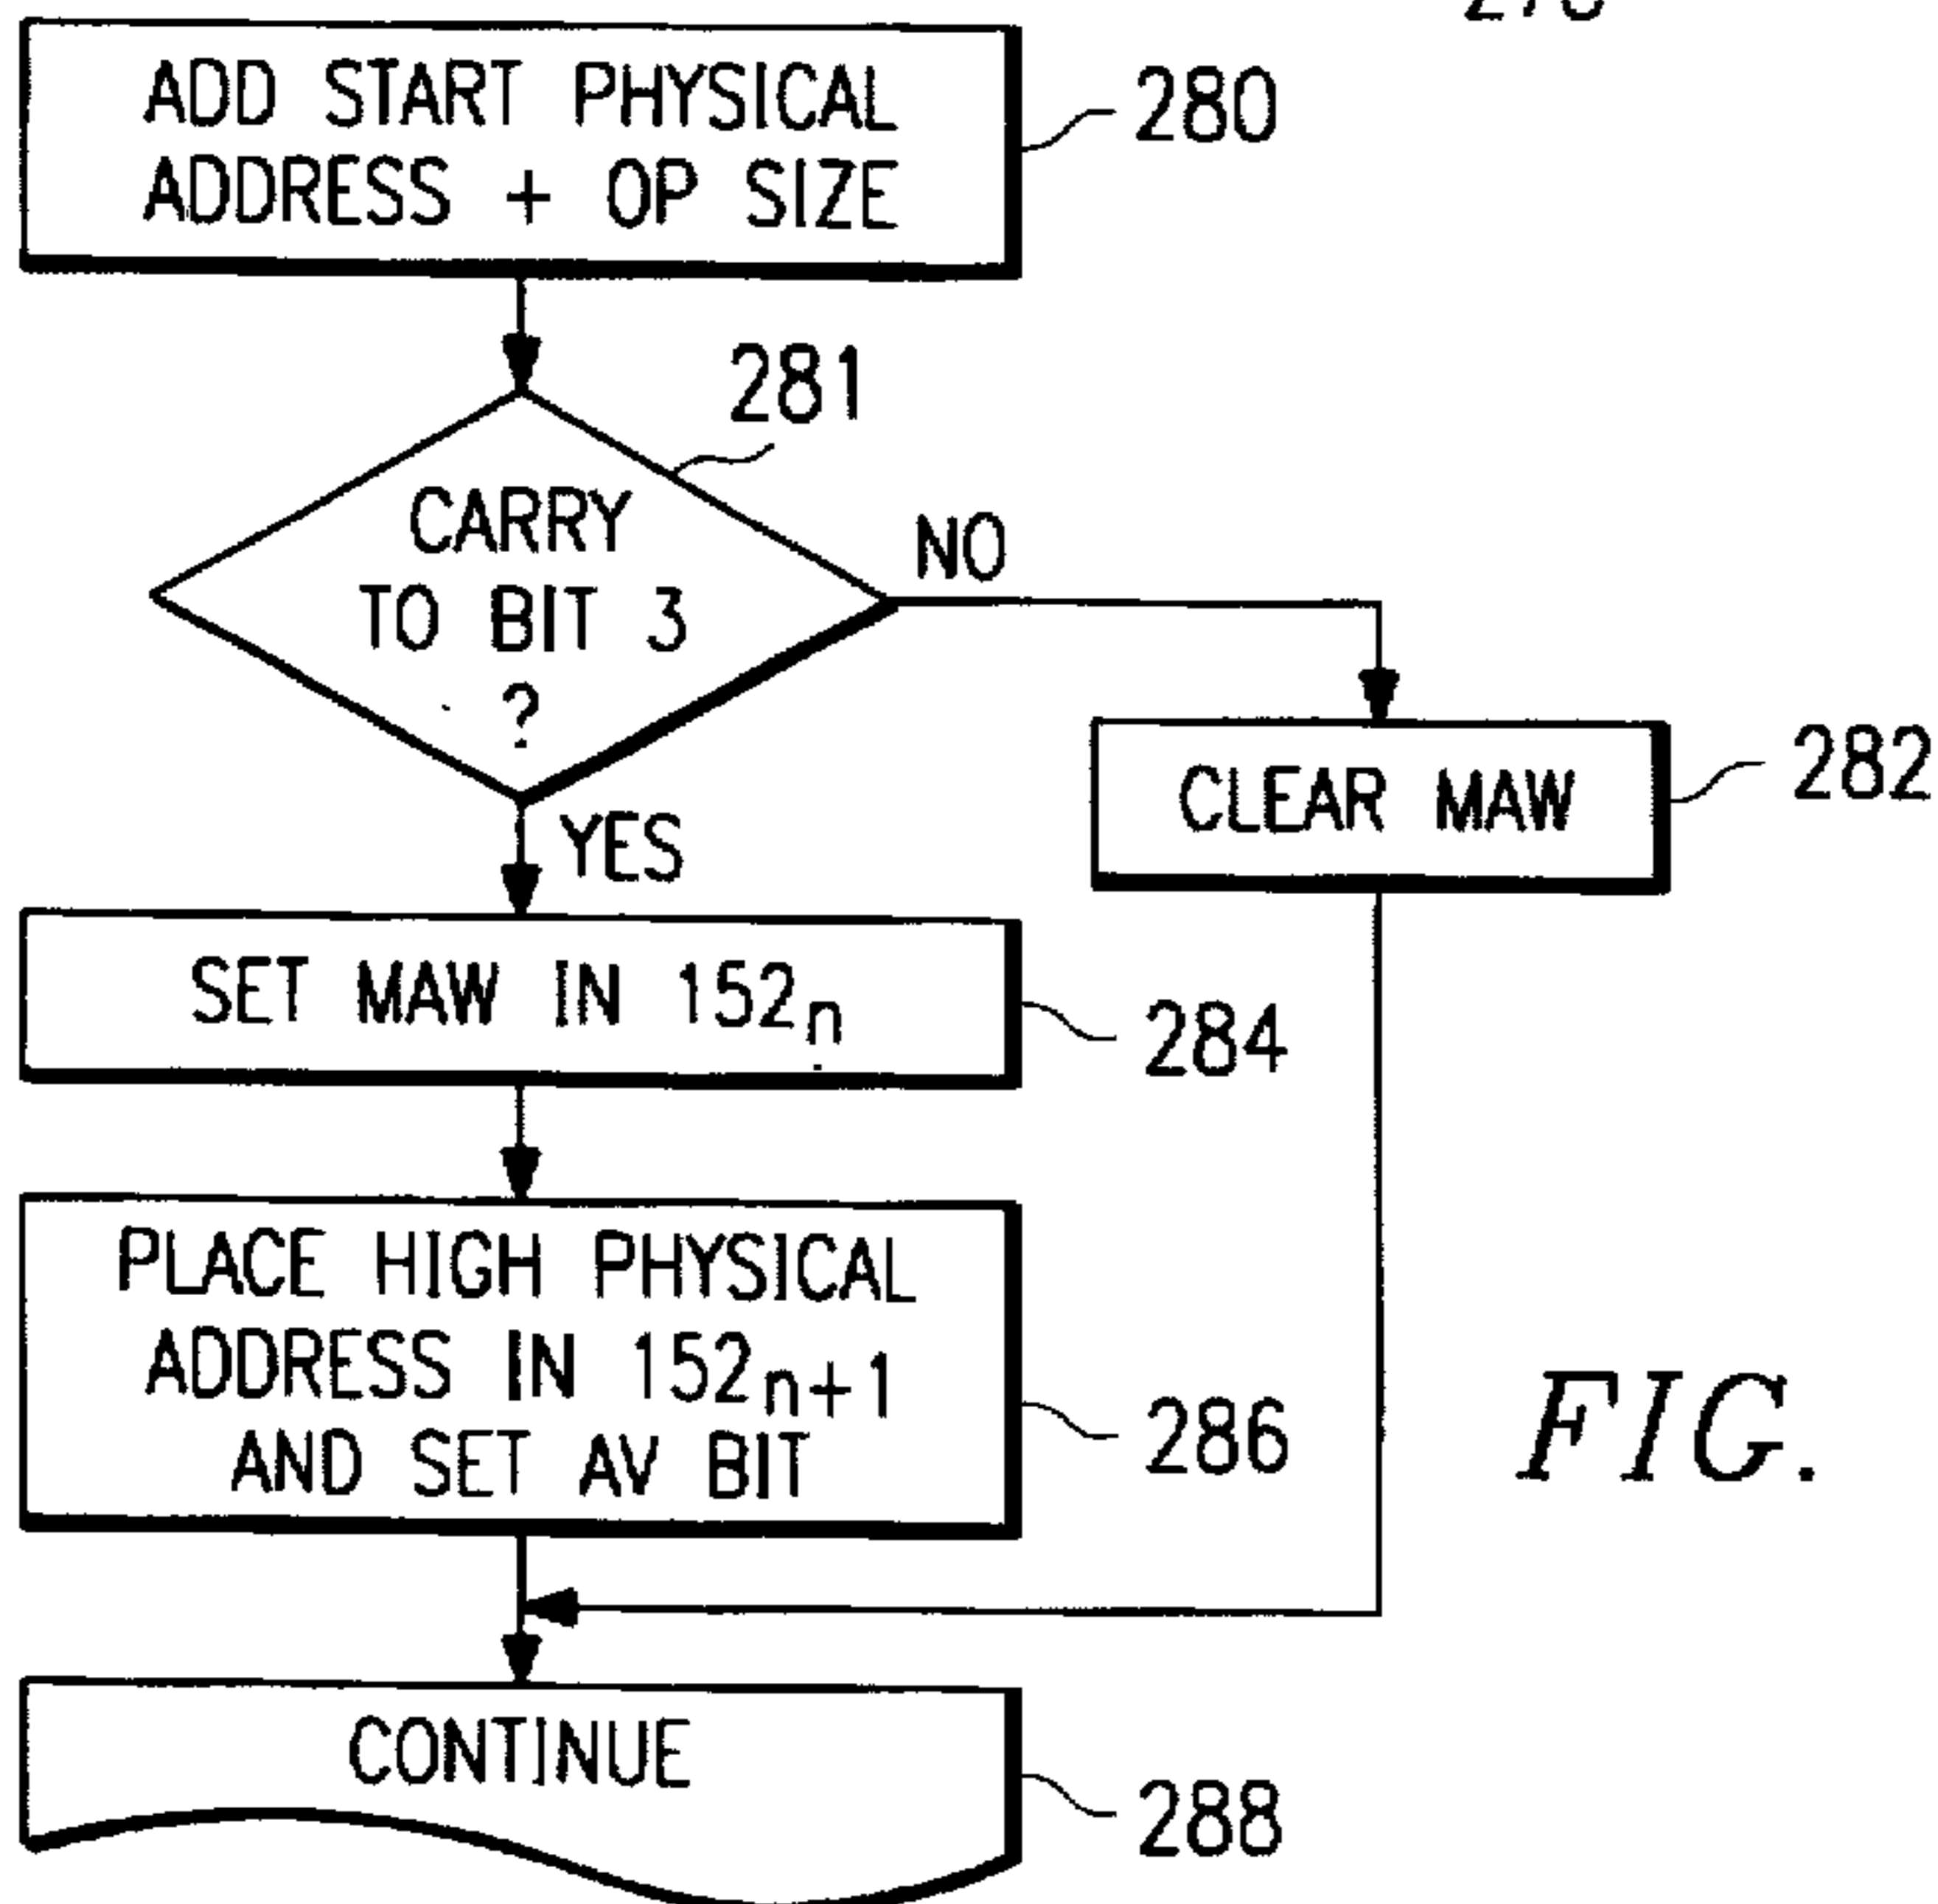 ADD START PHYSICAL
ADDRESS + OP SIZE
280
281
CARRY
TO BIT 3
?
NO
YES
CLEAR MAW
282
SET MAW IN 152n
284
PLACE HIGH PHYSICAL
ADDRESS IN 152n+1
AND SET AV BIT
286
FIG.
CONTINUE
288